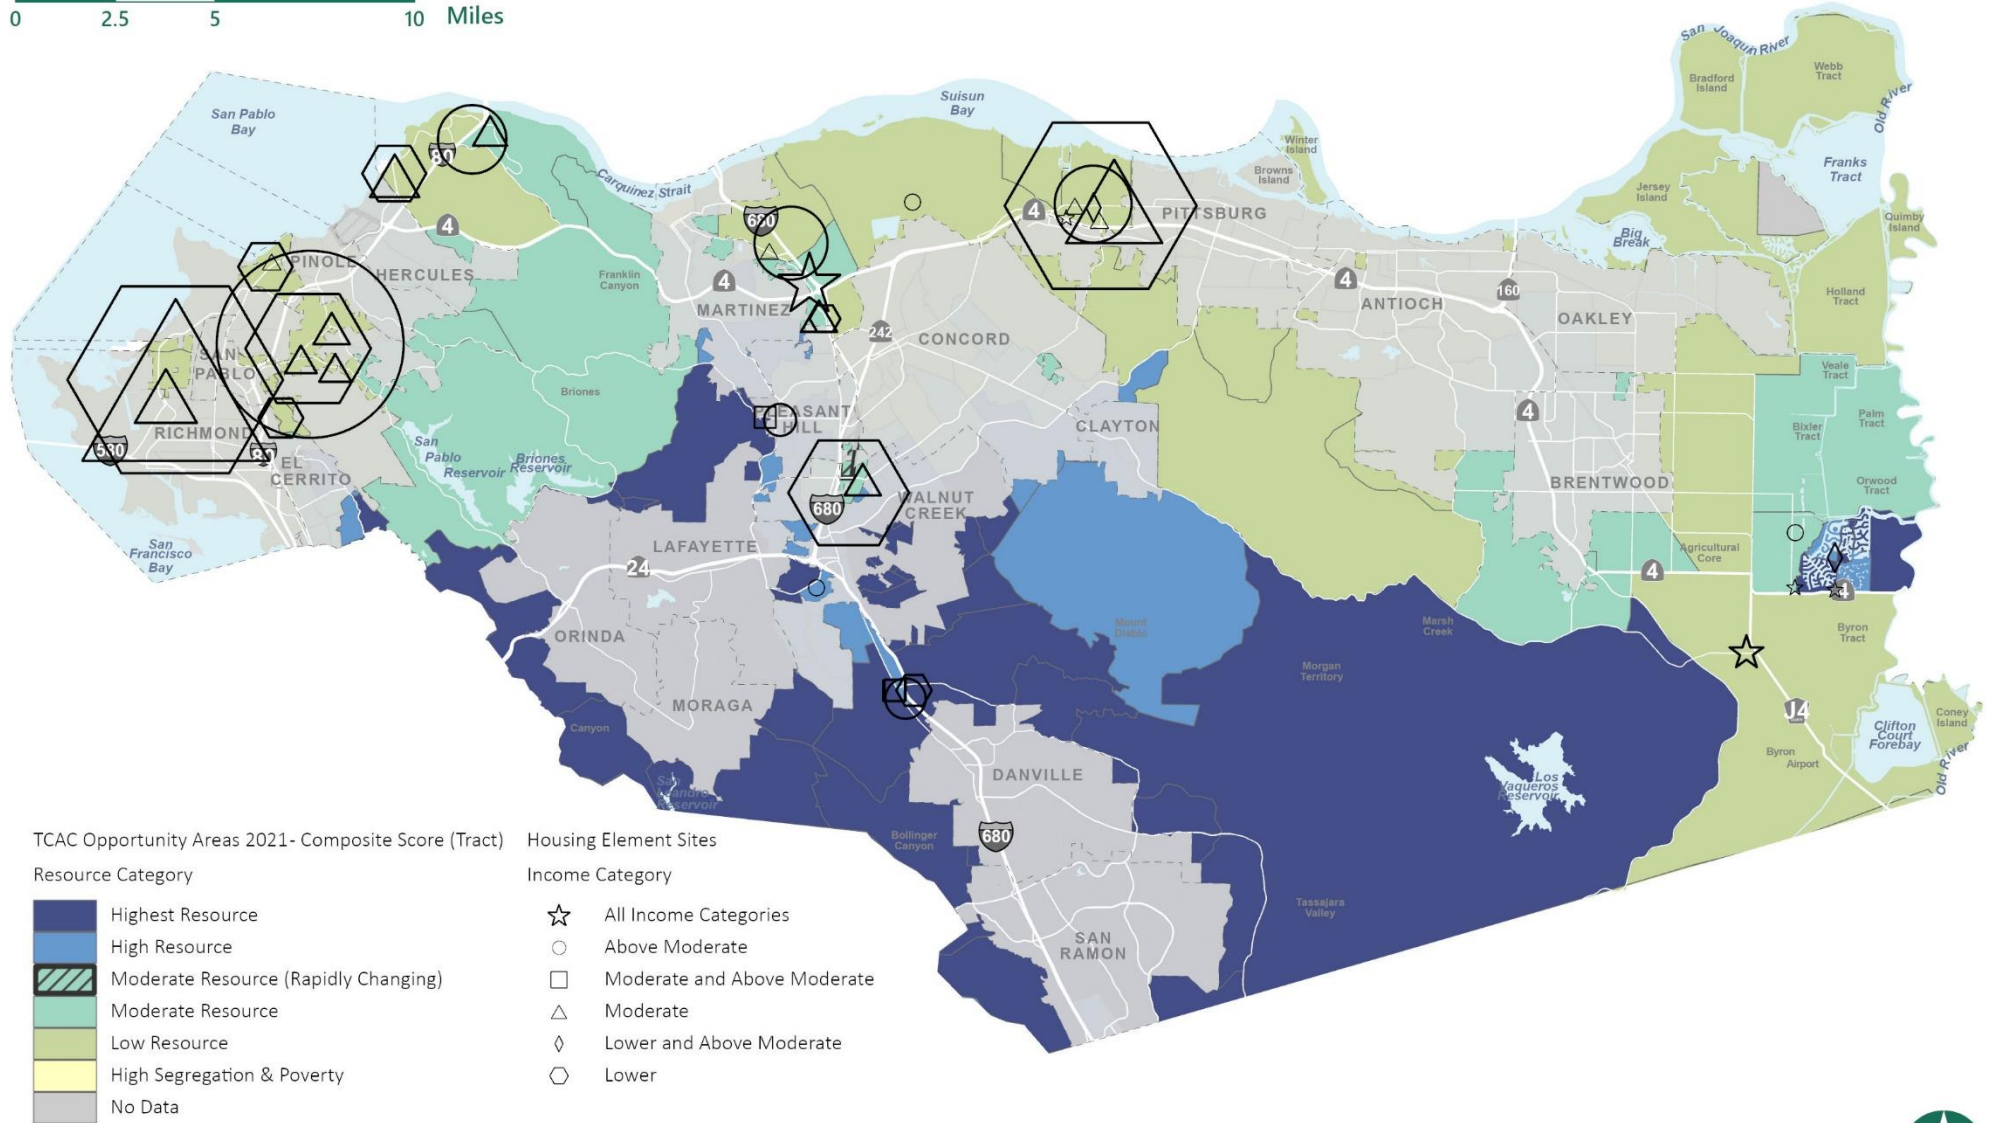 0 2.5 5 10 Miles
San Pablo
Bay
Suisun
Bay
Carquinez Strait
San Joaquin River
Bradford
Island
Webb
Tract
Old River
Franks
Tract
Winter
Island
Browns
Island
Jersey
Island
Quimby
Island
Big
Break
Holland
Tract
80
4
680
4
4
PITTSBURG
PINOLE
HERCULES
Franklin
Canyon
MARTINEZ
242
CONCORD
4
ANTIOCH
160
OAKLEY
SAN
PABLO
Briones
Veale
Tract
Palm
Tract
Bixler
Tract
RICHMOND
580
80
EL
CERRITO
San
Pablo
Reservoir
Briones
Reservoir
PLEASANT
HILL
CLAYTON
4
BRENTWOOD
Orwood
Tract
680
WALNUT
CREEK
San
Francisco
Bay
LAFAYETTE
24
Agricultural
Core
4
4
ORINDA
Mount
Diablo
Marsh
Creek
Byron
Tract
Morgan
Territory
MORAGA
Canyon
J4
Clifton
Court
Forebay
Coney
Island
Old River
Byron
Airport
San
Leandro
Reservoir
DANVILLE
Los
Vaqueros
Reservoir
Bollinger
Canyon
680
Tassajara
Valley
SAN
RAMON
TCAC Opportunity Areas 2021- Composite Score (Tract)
Resource Category
Highest Resource
High Resource
Moderate Resource (Rapidly Changing)
Moderate Resource
Low Resource
High Segregation & Poverty
No Data
Housing Element Sites
Income Category
All Income Categories
Above Moderate
Moderate and Above Moderate
Moderate
Lower and Above Moderate
Lower